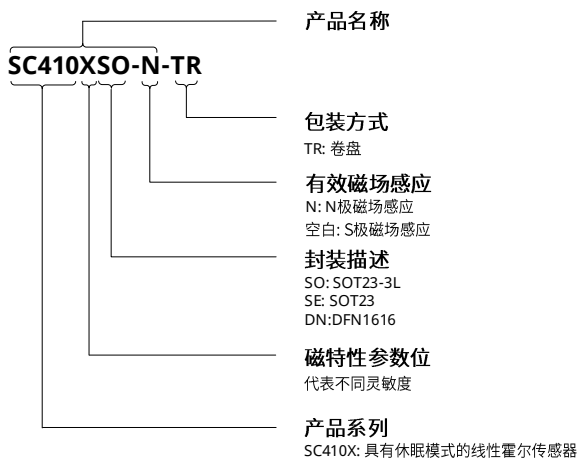 产品名称
SC410XSO-N-TR
包装方式
TR: 卷盘
有效磁场感应
N: N极磁场感应
空白: S极磁场感应
封装描述
SO: SOT23-3L
SE: SOT23
DN:DFN1616
磁特性参数位
代表不同灵敏度
产品系列
SC410X: 具有休眠模式的线性霍尔传感器